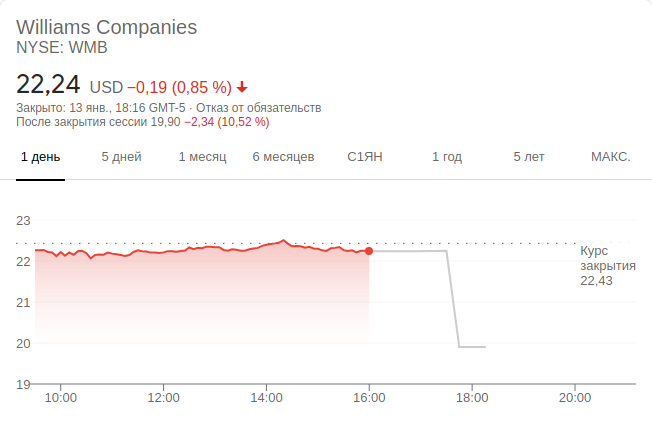 Williams Companies
NYSE: WMB
22,24 USD −0,19 (0,85 %)
Закрыто: 13 янв., 18:16 GMT-5 · Отказ от обязательств
После закрытия сессии 19,90 −2,34 (10,52 %)
1 день 5 дней 1 месяц 6 месяцев С1ЯН 1 год 5 лет МАКС.
23
22
21
20
19
Курс
закрытия
22,43
10:00 12:00 14:00 16:00 18:00 20:00